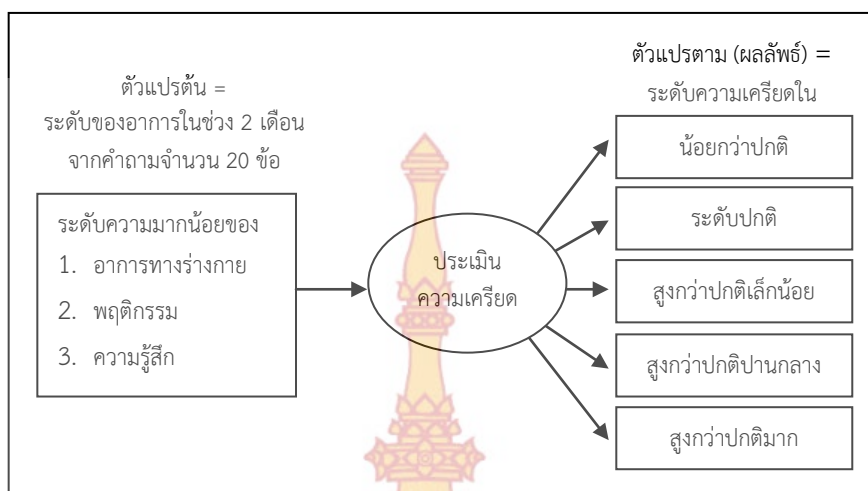 ตัวแปรต้น =
ระดับของอาการในช่วง 2 เดือน
จากคำถามจำนวน 20 ข้อ
ระดับความมากน้อยของ
1. อาการทางร่างกาย
2. พฤติกรรม
3. ความรู้สึก
ประเมิน
ความเครียด
ตัวแปรตาม (ผลลัพธ์) =
ระดับความเครียดใน
น้อยกว่าปกติ
ระดับปกติ
สูงกว่าปกติเล็กน้อย
สูงกว่าปกติปานกลาง
สูงกว่าปกติมาก